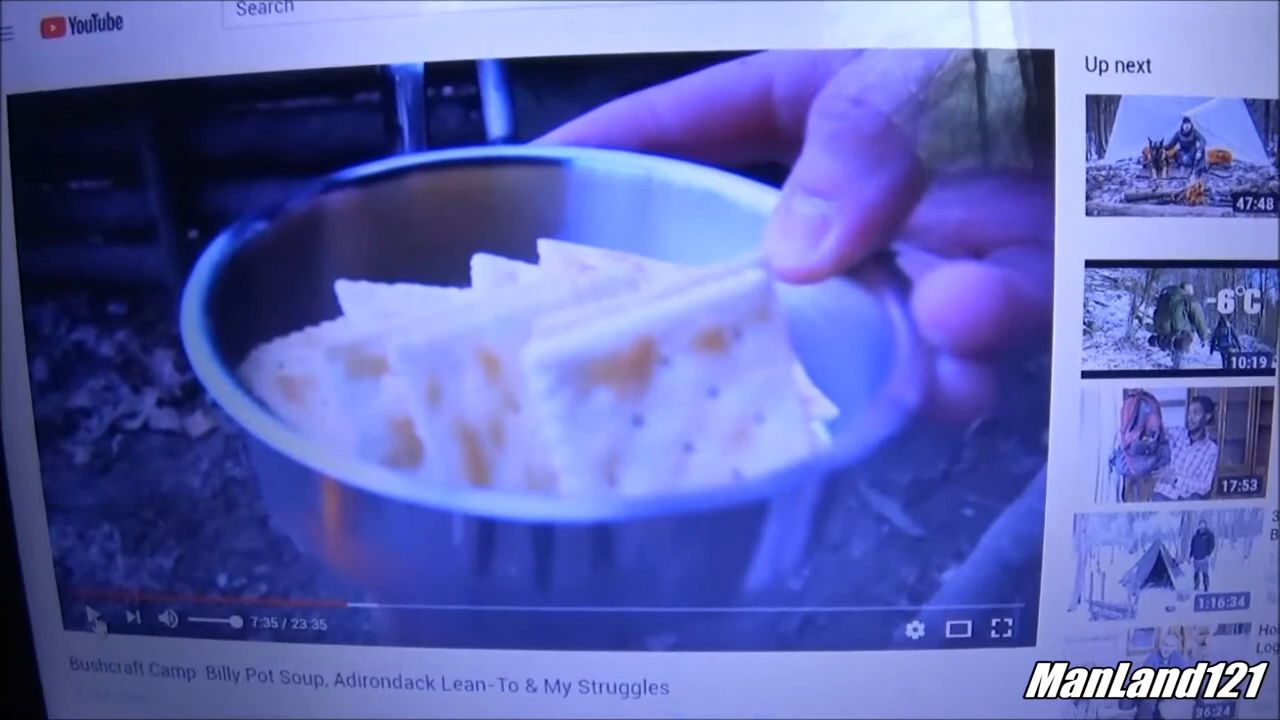 YouTube
Search
Up next
47:48
-6°C
10:19
17:53
1:16:34
7:35 / 23:35
Bushcraft Camp Billy Pot Soup, Adirondack Lean-To & My Struggles
36:24
ManLand121